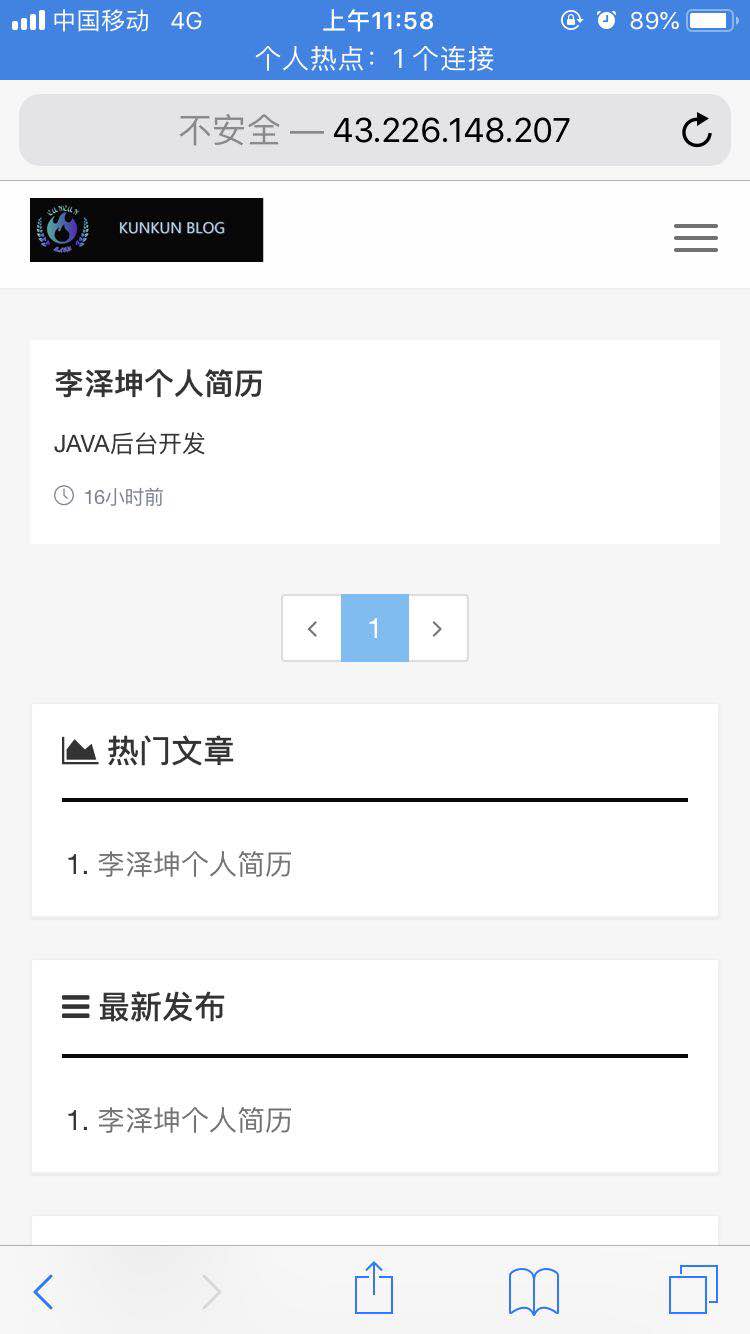 中国移动 4G 上午11:58 89%
个人热点：1 个连接
不安全 — 43.226.148.207
KUNKUN BLOG
李泽坤个人简历
JAVA后台开发
16小时前
1
热门文章
1. 李泽坤个人简历
最新发布
1. 李泽坤个人简历